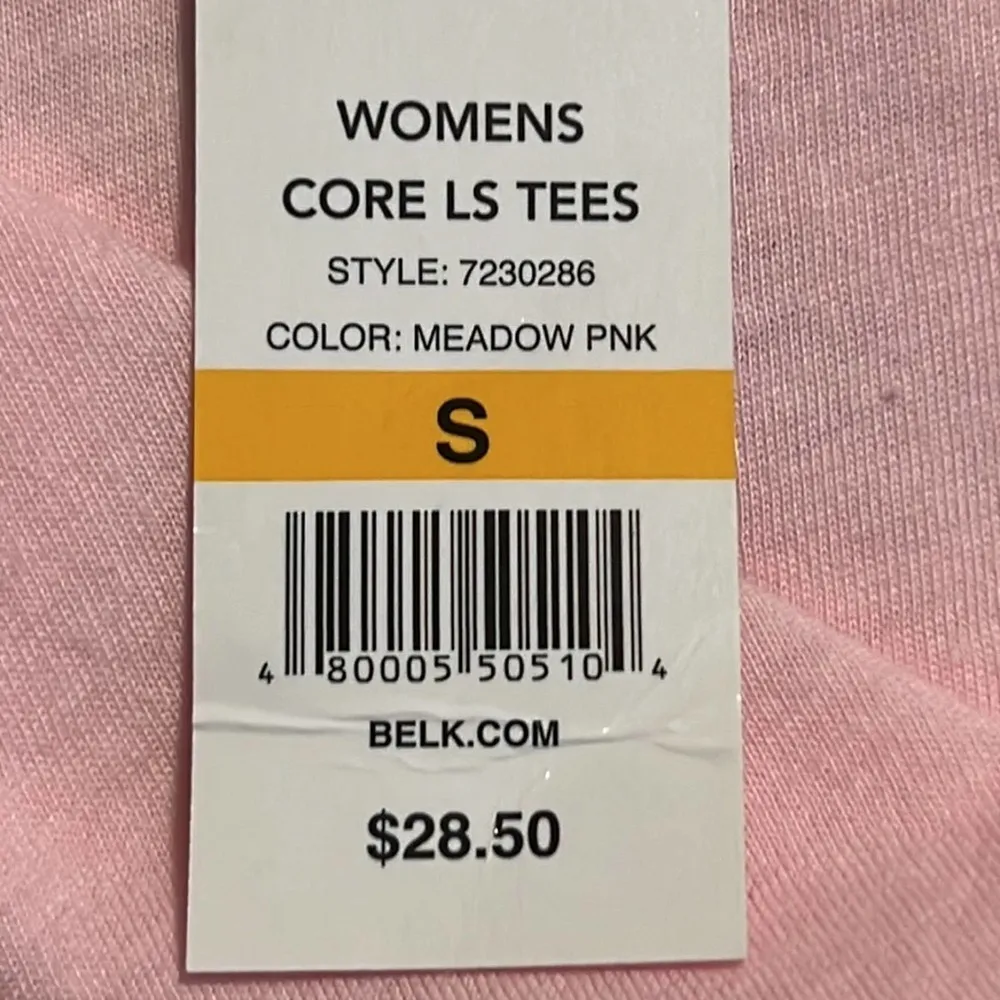 WOMENS
CORE LS TEES
STYLE: 7230286
COLOR: MEADOW PNK
S
4 80005 50510 4
BELK.COM
$28.50